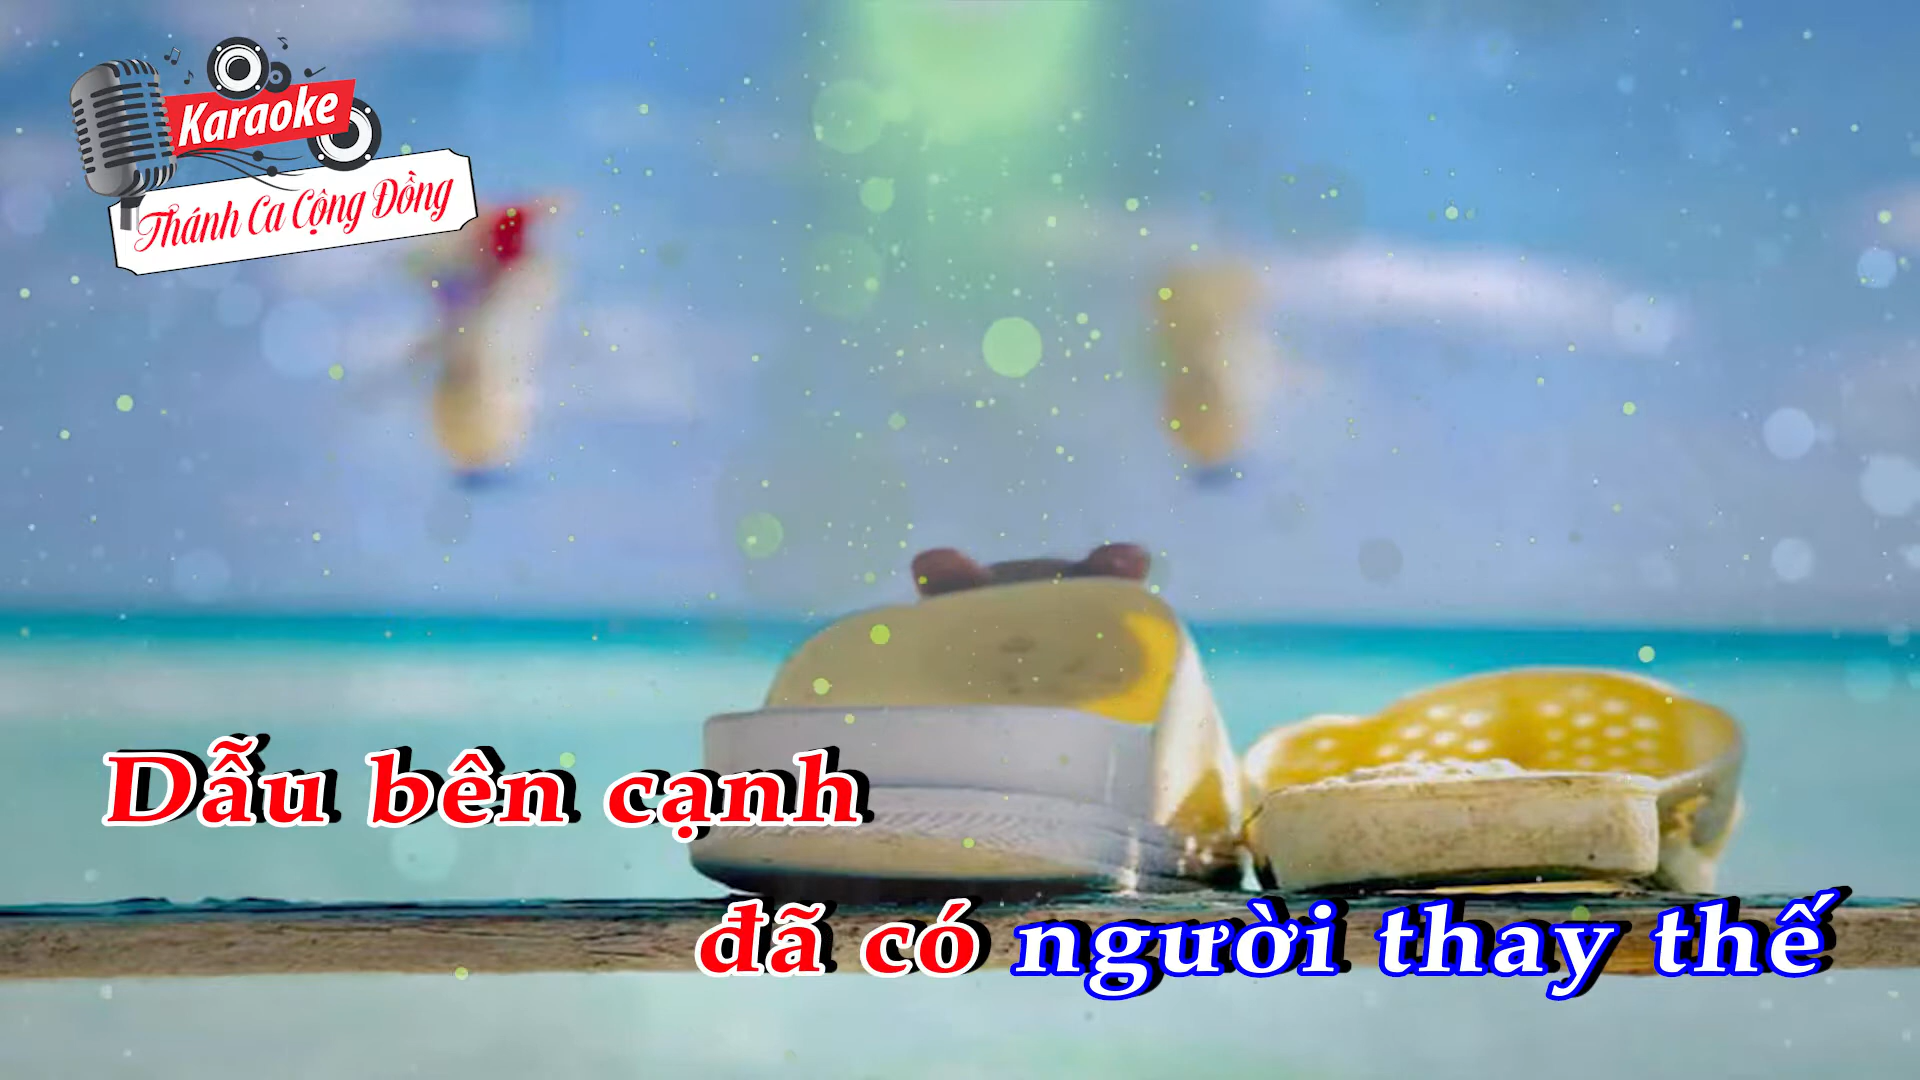 Karaoke
Thánh Ca Cộng Đồng
Dẫu bên cạnh
đã có người thay thế